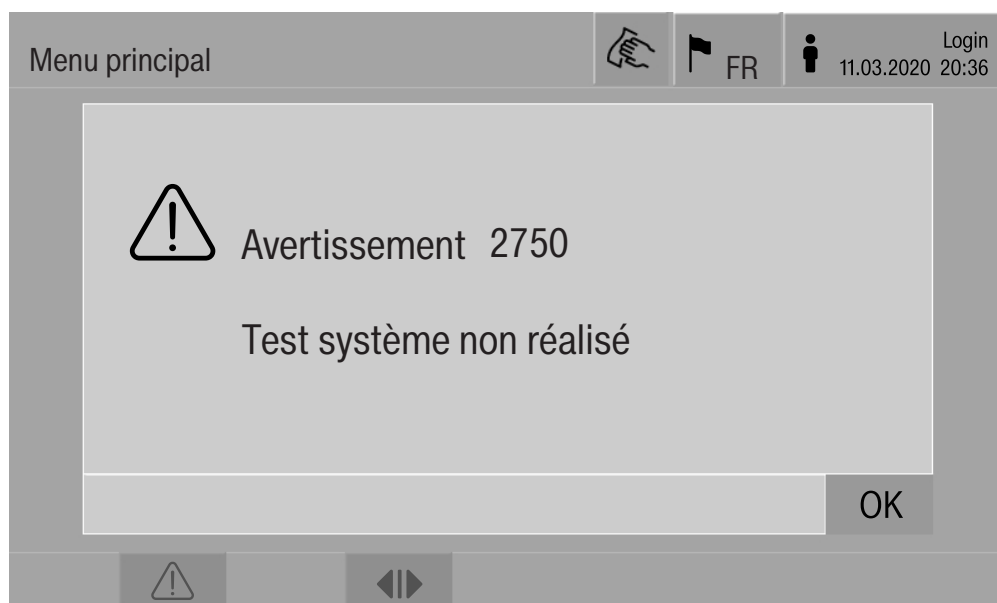 Menu principal
FR
Login
11.03.2020 20:36
Avertissement 2750
Test système non réalisé
OK